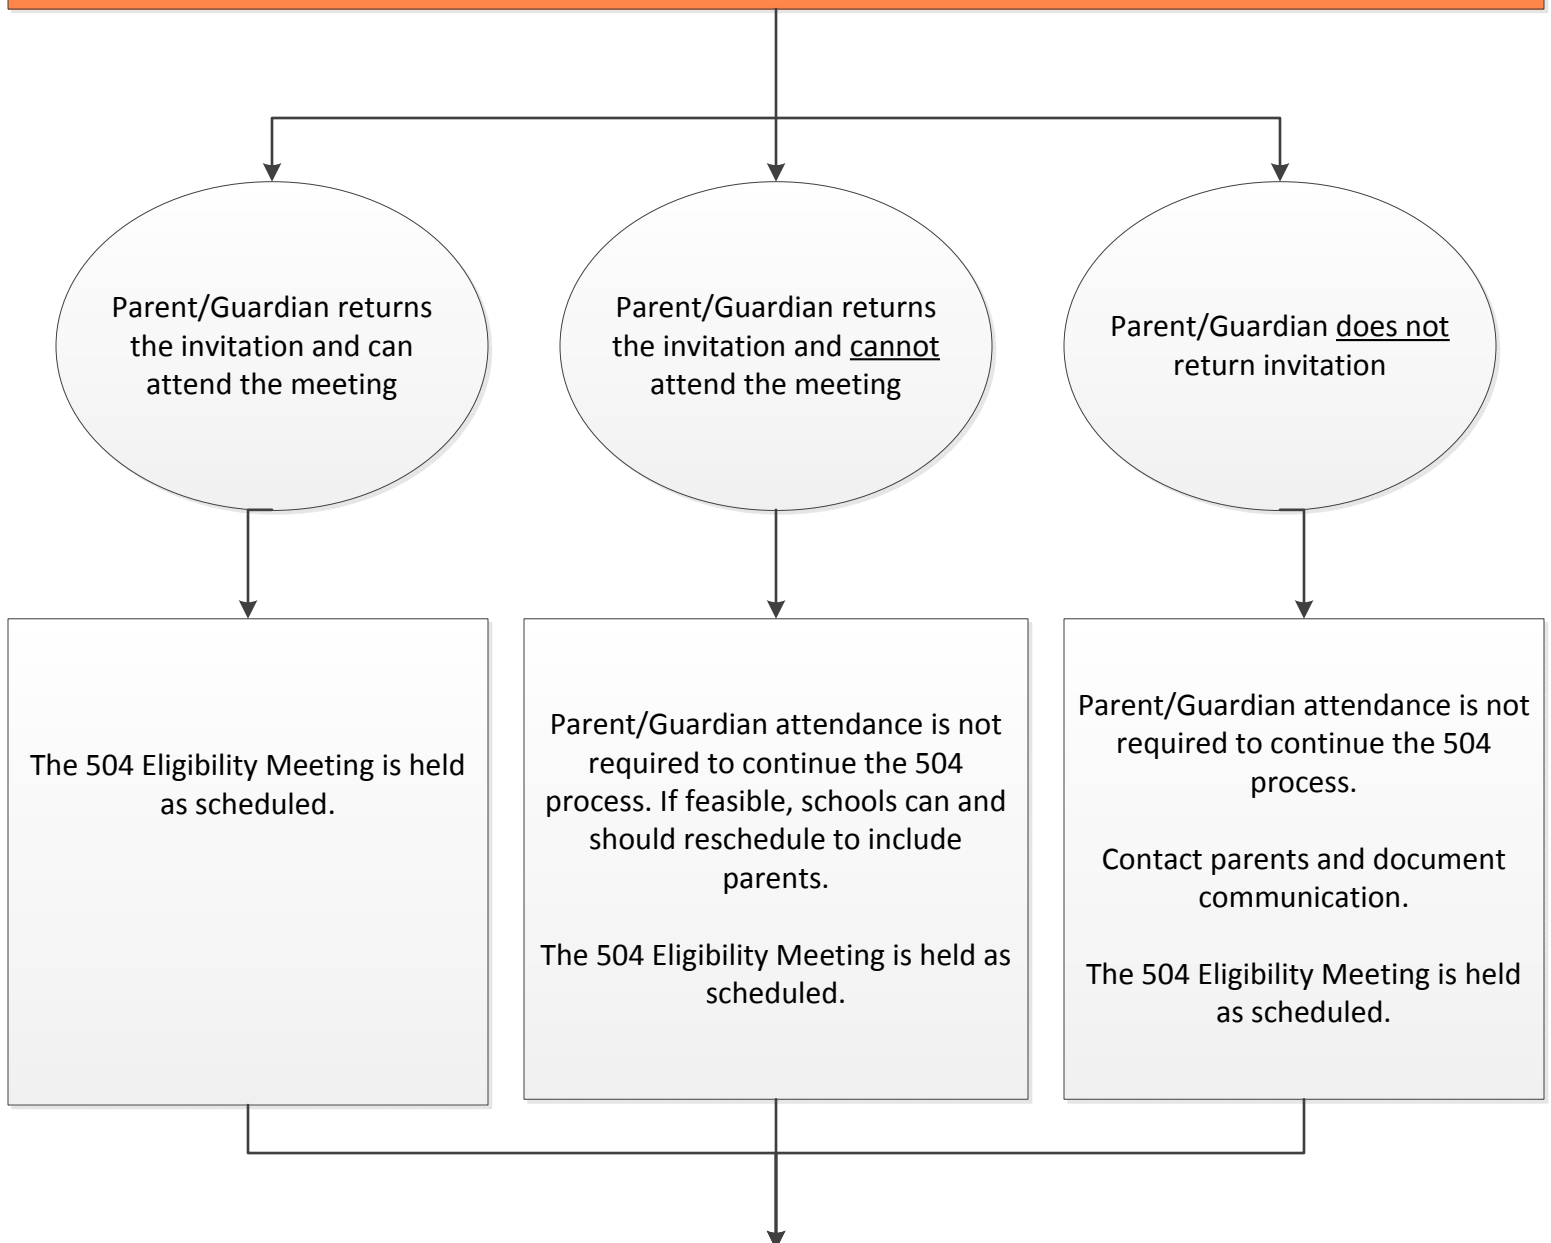 Parent/Guardian returns
the invitation and can
attend the meeting
Parent/Guardian returns
the invitation and cannot
attend the meeting
Parent/Guardian does not
return invitation
The 504 Eligibility Meeting is held
as scheduled.
Parent/Guardian attendance is not
required to continue the 504
process. If feasible, schools can and
should reschedule to include
parents.
The 504 Eligibility Meeting is held as
scheduled.
Parent/Guardian attendance is not
required to continue the 504
process.
Contact parents and document
communication.
The 504 Eligibility Meeting is held
as scheduled.